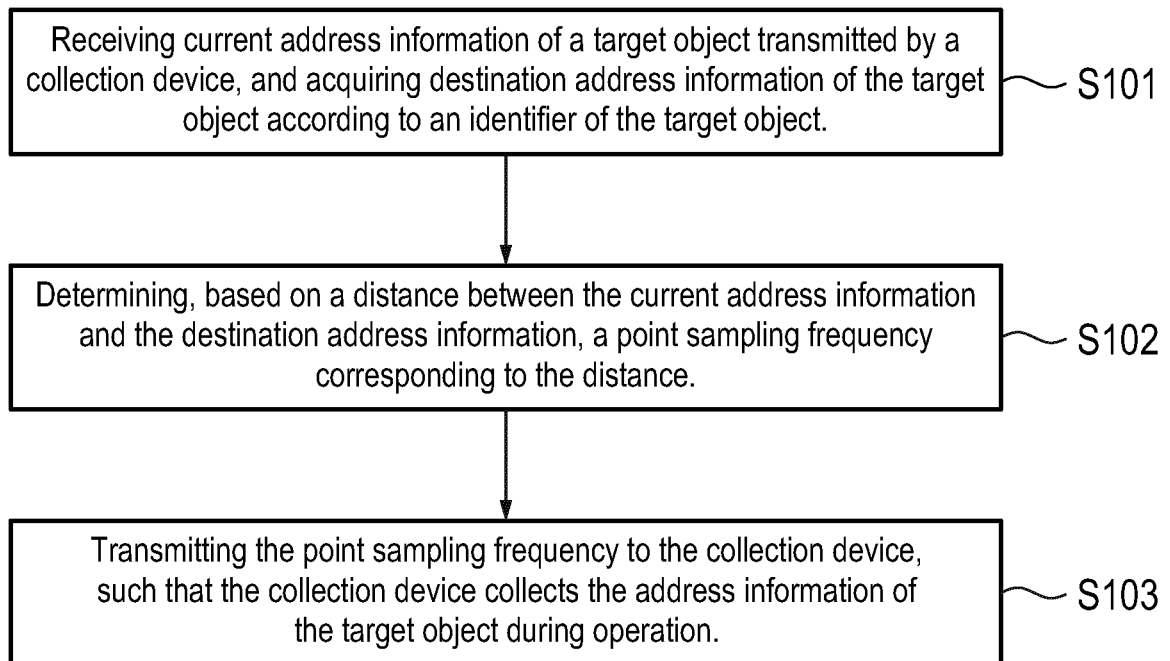 Receiving current address information of a target object transmitted by a
collection device, and acquiring destination address information of the target
object according to an identifier of the target object.
S101
Determining, based on a distance between the current address information
and the destination address information, a point sampling frequency
corresponding to the distance.
S102
Transmitting the point sampling frequency to the collection device,
such that the collection device collects the address information of
the target object during operation.
S103